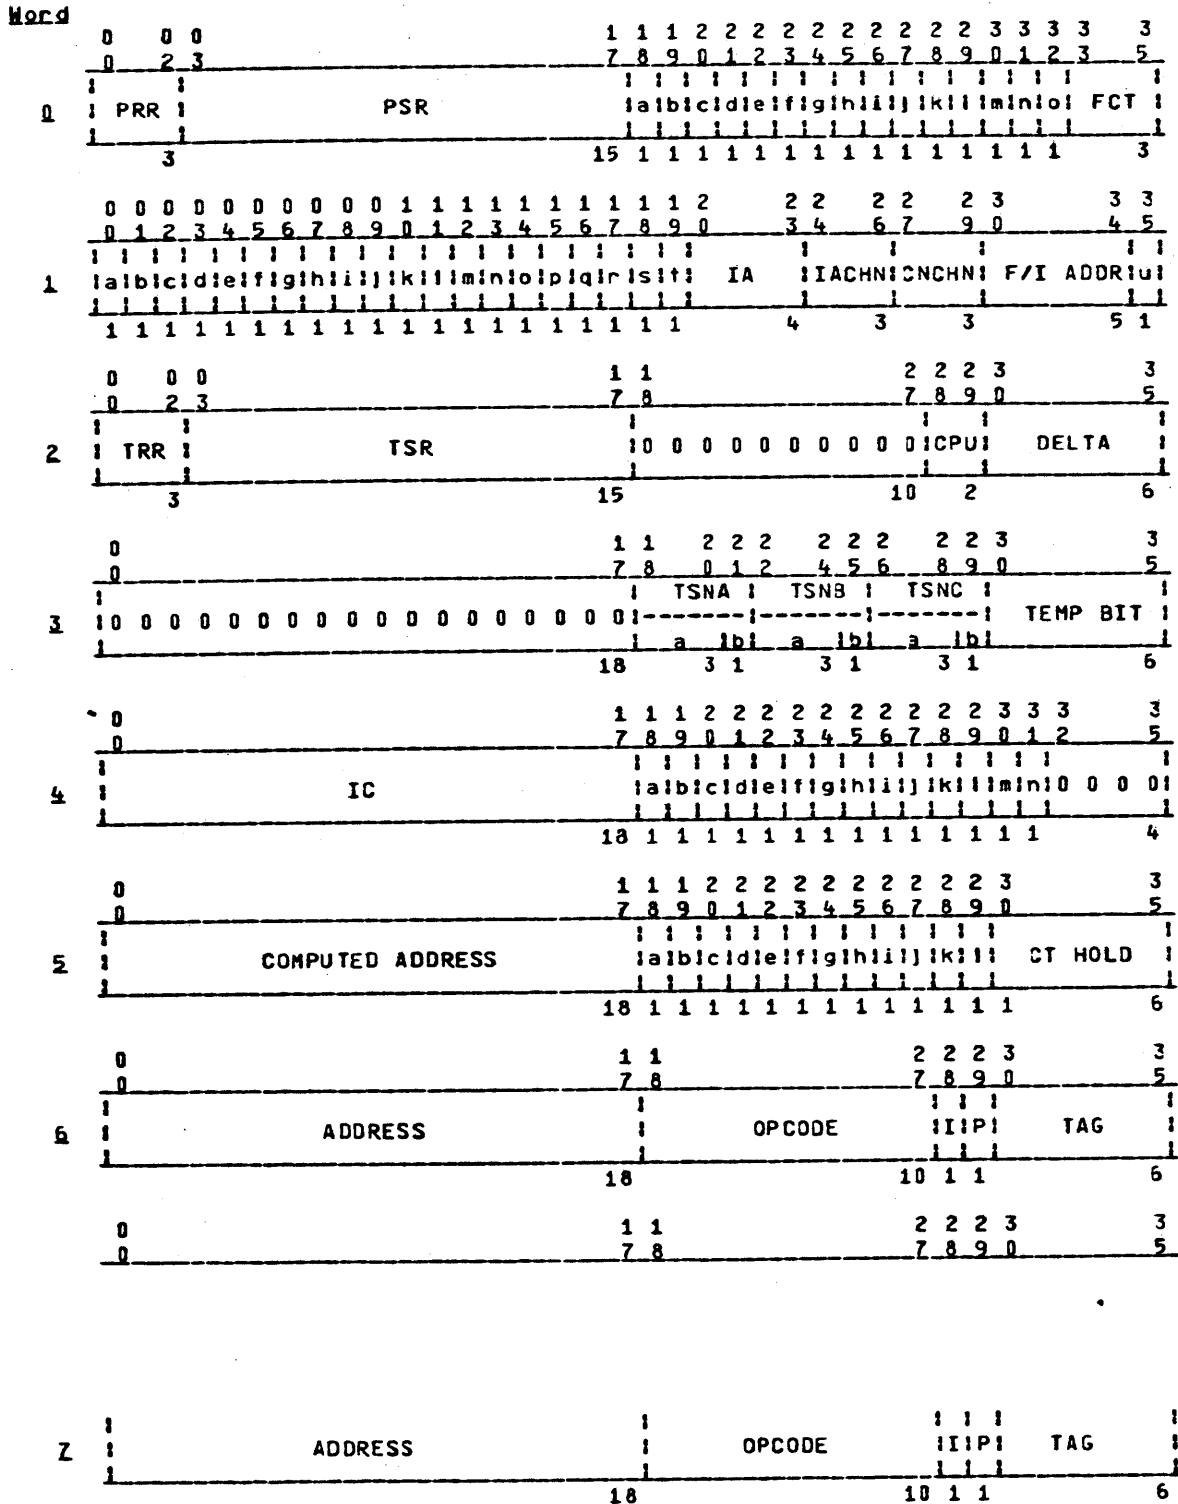 Word
0 0 0 1 1 1 2 2 2 2 2 2 2 2 2 2 3 3 3 3 3
0 2 3 7 8 9 0 1 2 3 4 5 6 7 8 9 0 1 2 3 5
0 ! PRR ! PSR !a!b!c!d!e!f!g!h!i!j!k!l!m!n!o! FCT !
3 15 1 1 1 1 1 1 1 1 1 1 1 1 1 1 1 3
0 0 0 0 0 0 0 0 0 0 1 1 1 1 1 1 1 1 1 1 2 2 2 2 2 2 3 3 3
0 1 2 3 4 5 6 7 8 9 0 1 2 3 4 5 6 7 8 9 0 3 4 6 7 9 0 4 5
1 !a!b!c!d!e!f!g!h!i!j!k!l!m!n!o!p!q!r!s!t! IA !IACHN!CNCHN! F/I ADDR!u!
1 1 1 1 1 1 1 1 1 1 1 1 1 1 1 1 1 1 1 1 4 3 3 5 1
0 0 0 1 1 2 2 2 3 3
0 2 3 7 8 7 8 9 0 5
2 ! TRR ! TSR !0 0 0 0 0 0 0 0 0 0!CPU! DELTA !
3 15 10 2 6
0 1 1 2 2 2 2 2 2 2 2 3 3
0 7 8 0 1 2 4 5 6 8 9 0 5
! TSNA ! TSNB ! TSNC !
3 !0 0 0 0 0 0 0 0 0 0 0 0 0 0 0 0 0 0!-----!-----!-----! TEMP BIT !
a !b! a !b! a !b!
18 3 1 3 1 3 1 6
0 1 1 1 2 2 2 2 2 2 2 2 2 2 3 3 3 3
0 7 8 9 0 1 2 3 4 5 6 7 8 9 0 1 2 5
4 ! IC !a!b!c!d!e!f!g!h!i!j!k!l!m!n!0 0 0 0!
18 1 1 1 1 1 1 1 1 1 1 1 1 1 1 4
0 1 1 1 2 2 2 2 2 2 2 2 2 2 3 3
0 7 8 9 0 1 2 3 4 5 6 7 8 9 0 5
5 ! COMPUTED ADDRESS !a!b!c!d!e!f!g!h!i!j!k!l! CT HOLD !
18 1 1 1 1 1 1 1 1 1 1 1 1 1 6
0 1 1 2 2 2 3 3
0 7 8 7 8 9 0 5
6 ! ADDRESS ! OPCODE !I!P! TAG !
18 10 1 1 6
0 1 1 2 2 2 3 3
0 7 8 7 8 9 0 5
7 ! ADDRESS ! OPCODE !I!P! TAG !
18 10 1 1 6